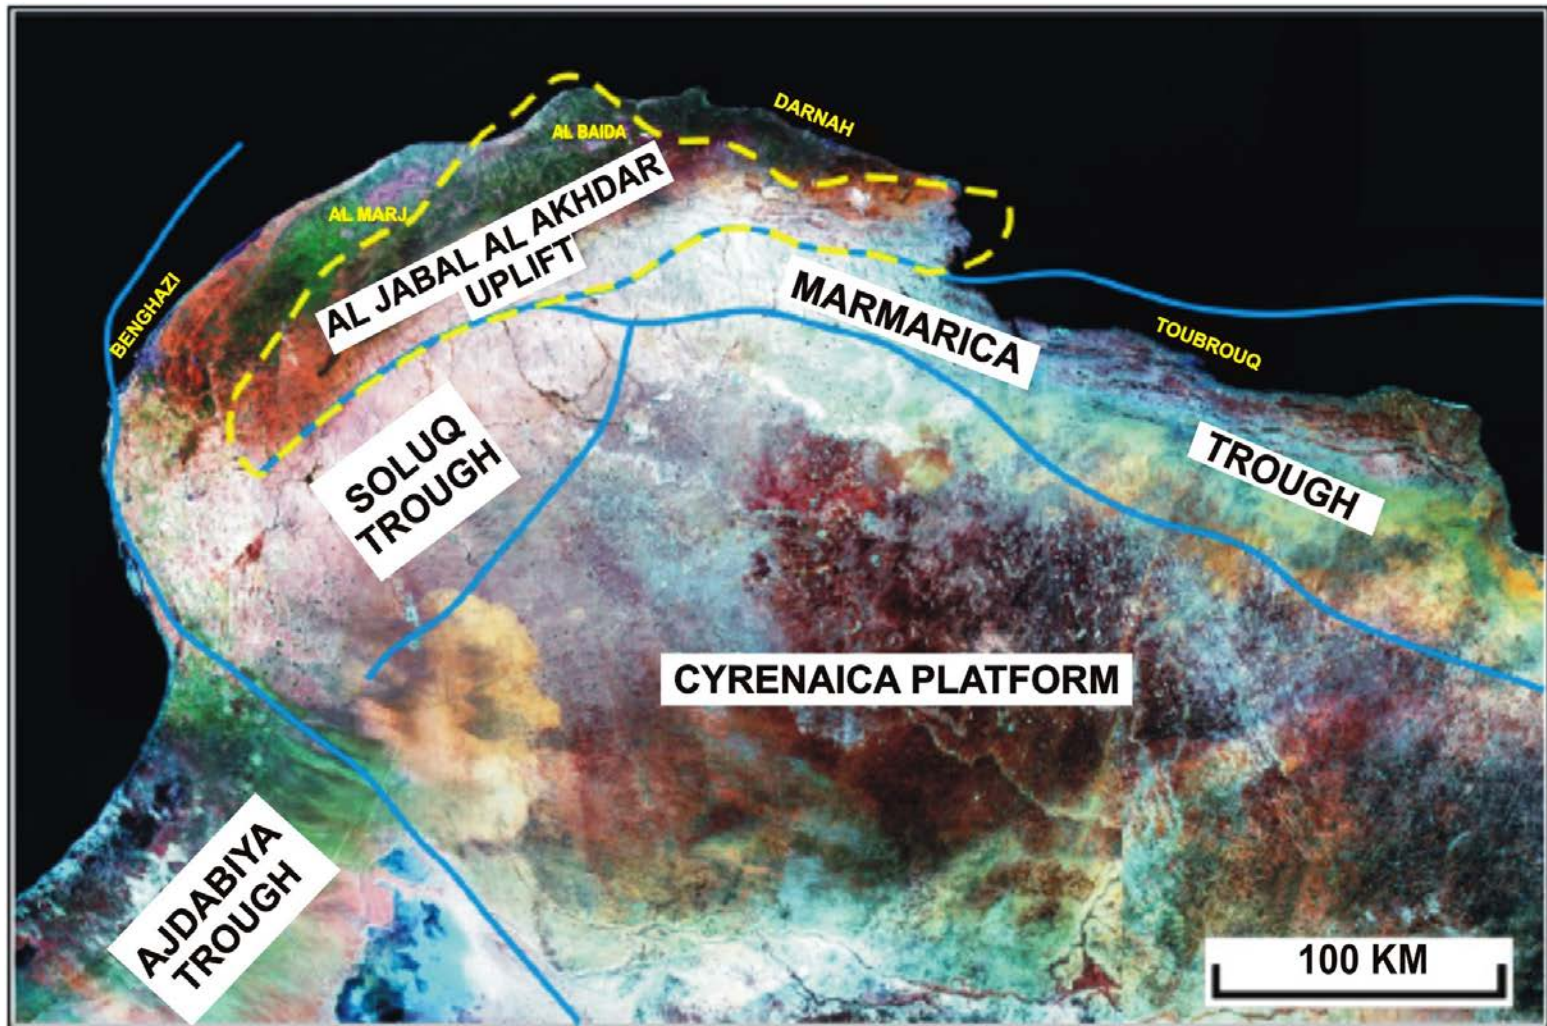 DARNAH
AL BAIDA
AL MARJ
AL JABAL AL AKHDAR
UPLIFT
BENGHAZI
MARMARICA
TOUBROUQ
TROUGH
SOLUQ
TROUGH
CYRENAICA PLATFORM
AJDABIYA
TROUGH
100 KM